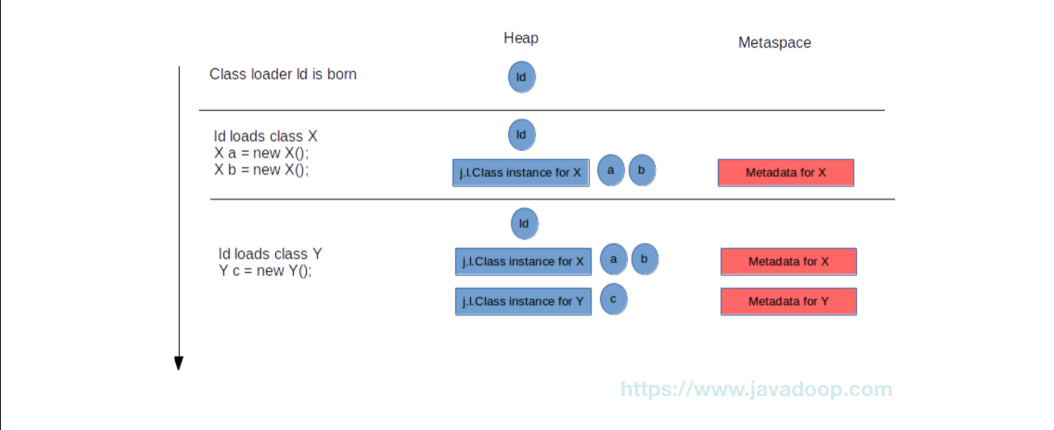 Heap
Metaspace
Class loader ld is born
ld
ld loads class X
X a = new X();
X b = new X();
ld
j.l.Class instance for X
a
b
Metadata for X
ld loads class Y
Y c = new Y();
ld
j.l.Class instance for X
a
b
Metadata for X
j.l.Class instance for Y
c
Metadata for Y
https://www.javadoop.com